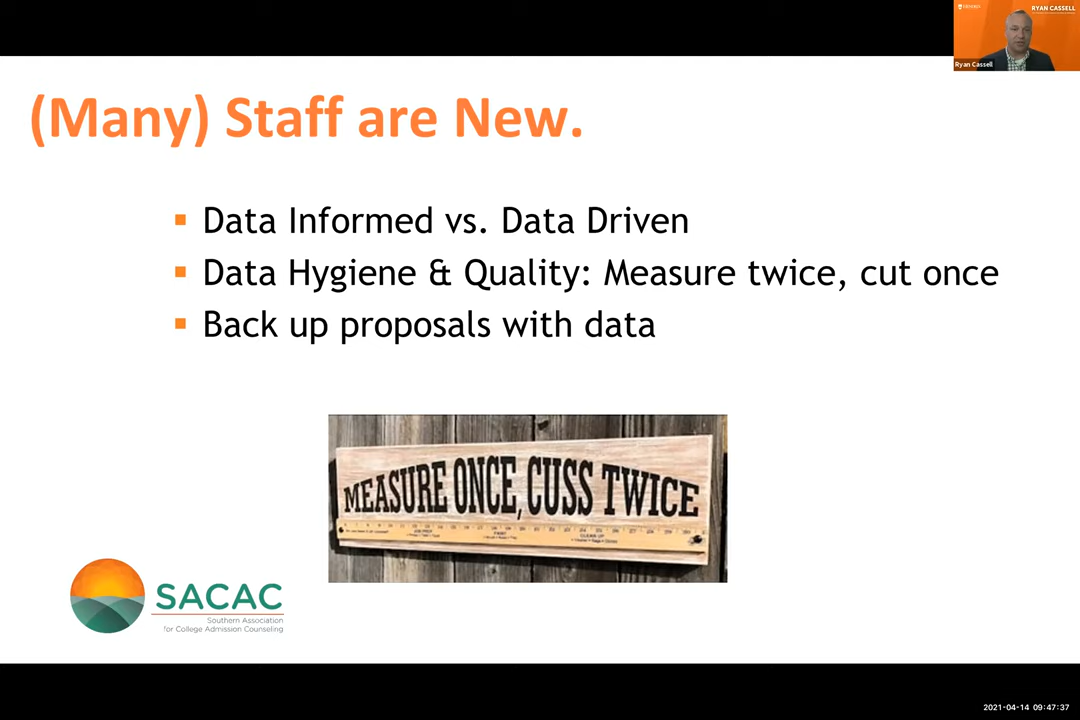 RYAN CASSELL
Ryan Cassell
(Many) Staff are New.
▪ Data Informed vs. Data Driven
▪ Data Hygiene & Quality: Measure twice, cut once
▪ Back up proposals with data
MEASURE ONCE, CUSS TWICE
CLEAN UP
SACAC
Southern Association
for College Admission Counseling
2021-04-14 09:47:37